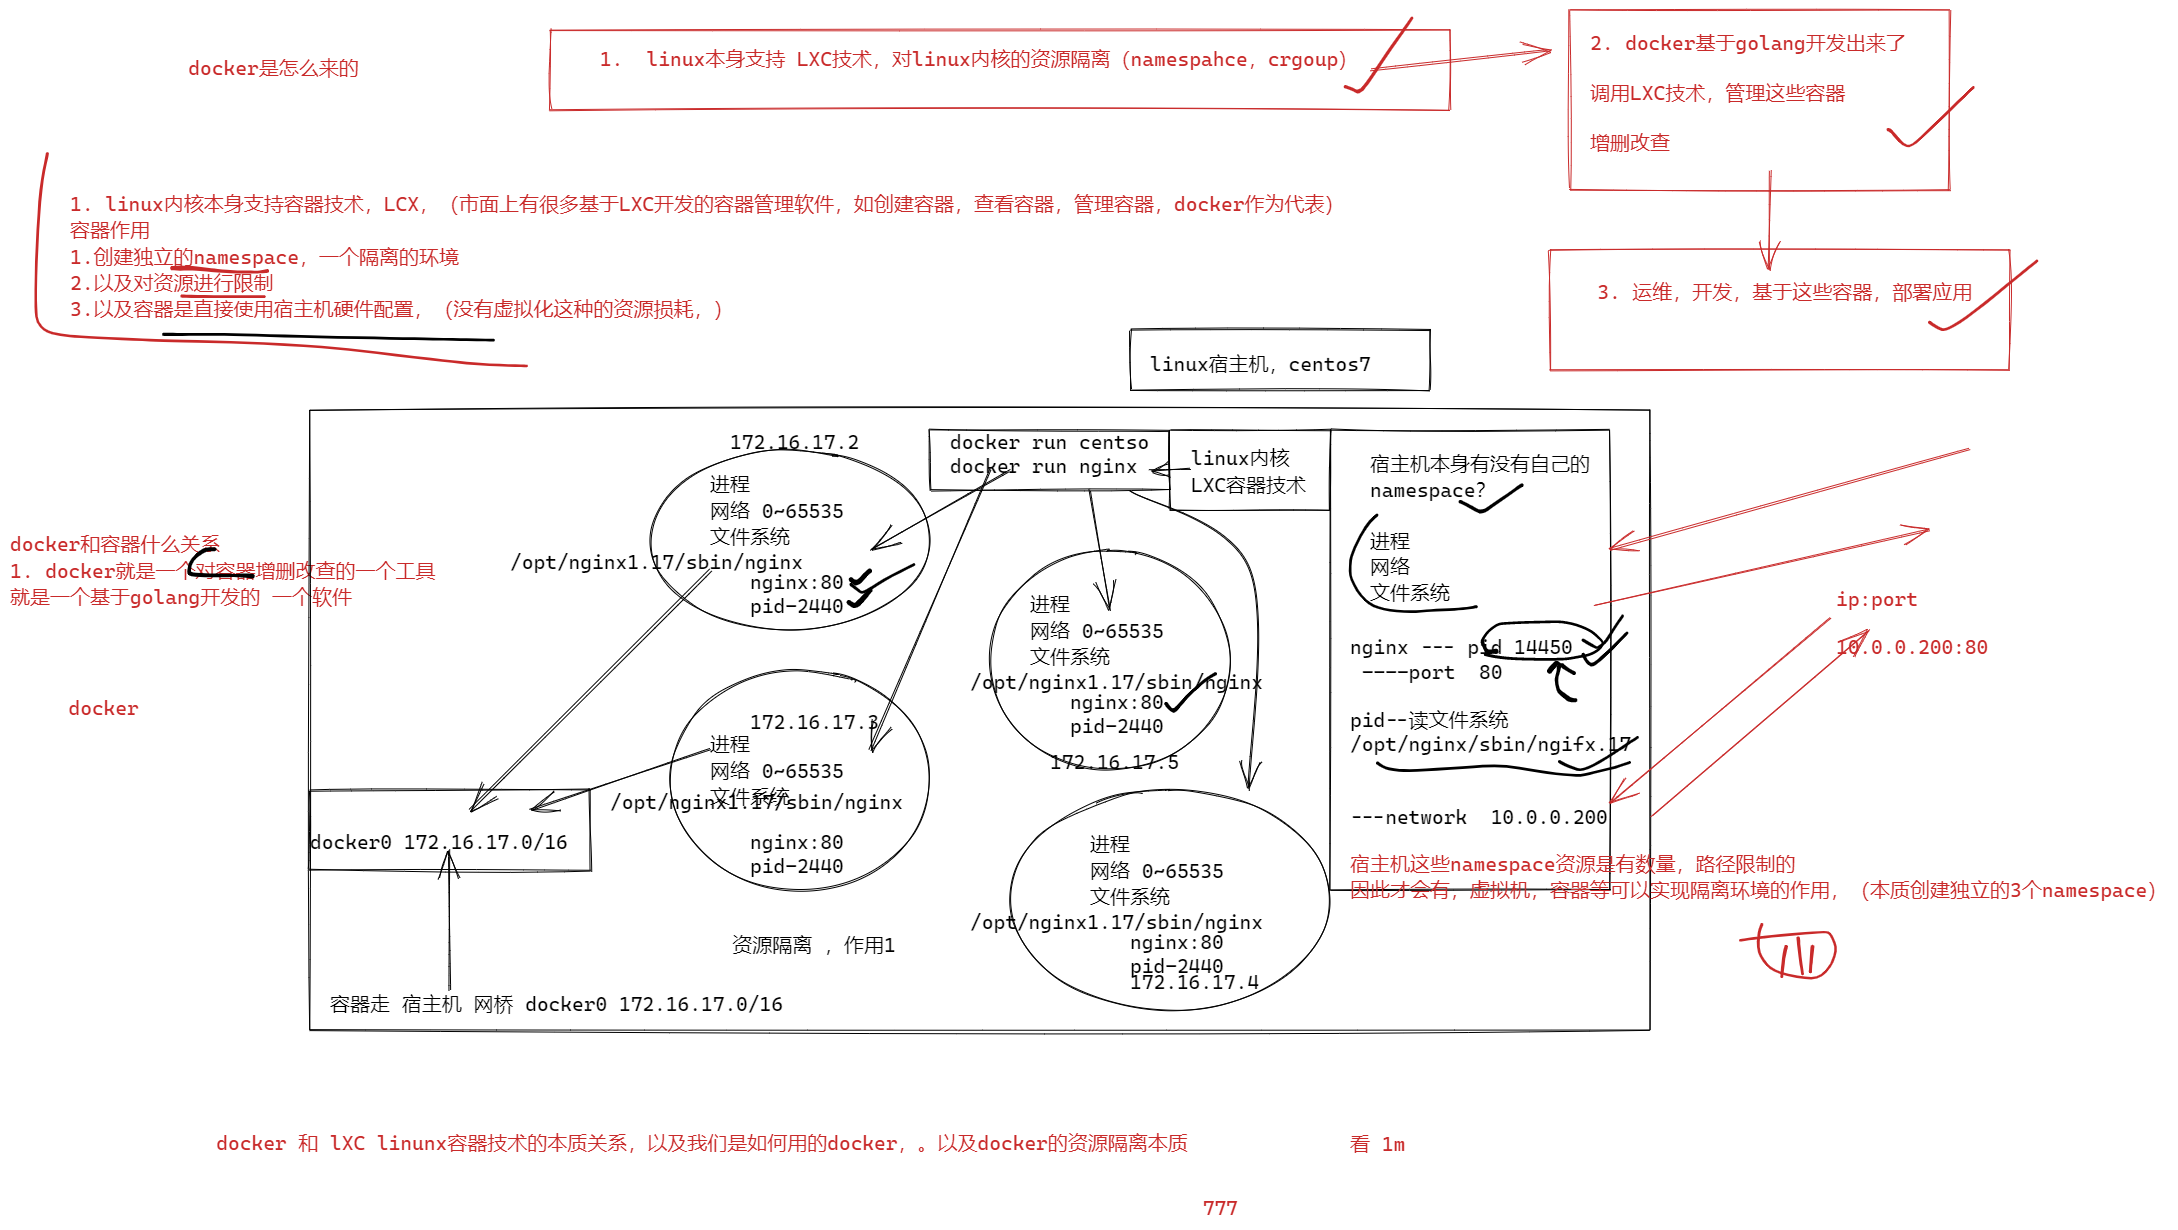 docker是怎么来的
1.  linux本身支持 LXC技术，对linux内核的资源隔离（namespahce，crgoup）
2. docker基于golang开发出来了
调用LXC技术，管理这些容器
增删改查
3. 运维，开发，基于这些容器，部署应用
1. linux内核本身支持容器技术，LCX，（市面上有很多基于LXC开发的容器管理软件，如创建容器，查看容器，管理容器，docker作为代表）
容器作用
1.创建独立的namespace，一个隔离的环境
2.以及对资源进行限制
3.以及容器是直接使用宿主机硬件配置，（没有虚拟化这种的资源损耗，）
linux宿主机，centos7
docker run centso
docker run nginx
linux内核
LXC容器技术
172.16.17.2
进程
网络 0~65535
文件系统
/opt/nginx1.17/sbin/nginx
nginx:80
pid-2440
docker和容器什么关系
1. docker就是一个对容器增删改查的一个工具
就是一个基于golang开发的 一个软件
docker
172.16.17.3
进程
网络 0~65535
文件系统
/opt/nginx1.17/sbin/nginx
nginx:80
pid-2440
进程
网络 0~65535
文件系统
/opt/nginx1.17/sbin/nginx
nginx:80
pid-2440
172.16.17.5
进程
网络 0~65535
文件系统
/opt/nginx1.17/sbin/nginx
nginx:80
pid-2440
172.16.17.4
宿主机本身有没有自己的
namespace?
进程
网络
文件系统
nginx --- pid 14450
----port  80
pid--读文件系统
/opt/nginx/sbin/ngifx.17
---network  10.0.0.200
ip:port
10.0.0.200:80
宿主机这些namespace资源是有数量，路径限制的
因此才会有，虚拟机，容器等可以实现隔离环境的作用，（本质创建独立的3个namespace）
docker0 172.16.17.0/16
资源隔离 ，作用1
容器走 宿主机 网桥 docker0 172.16.17.0/16
docker 和 lXC linunx容器技术的本质关系，以及我们是如何用的docker，。以及docker的资源隔离本质
看 1m
777